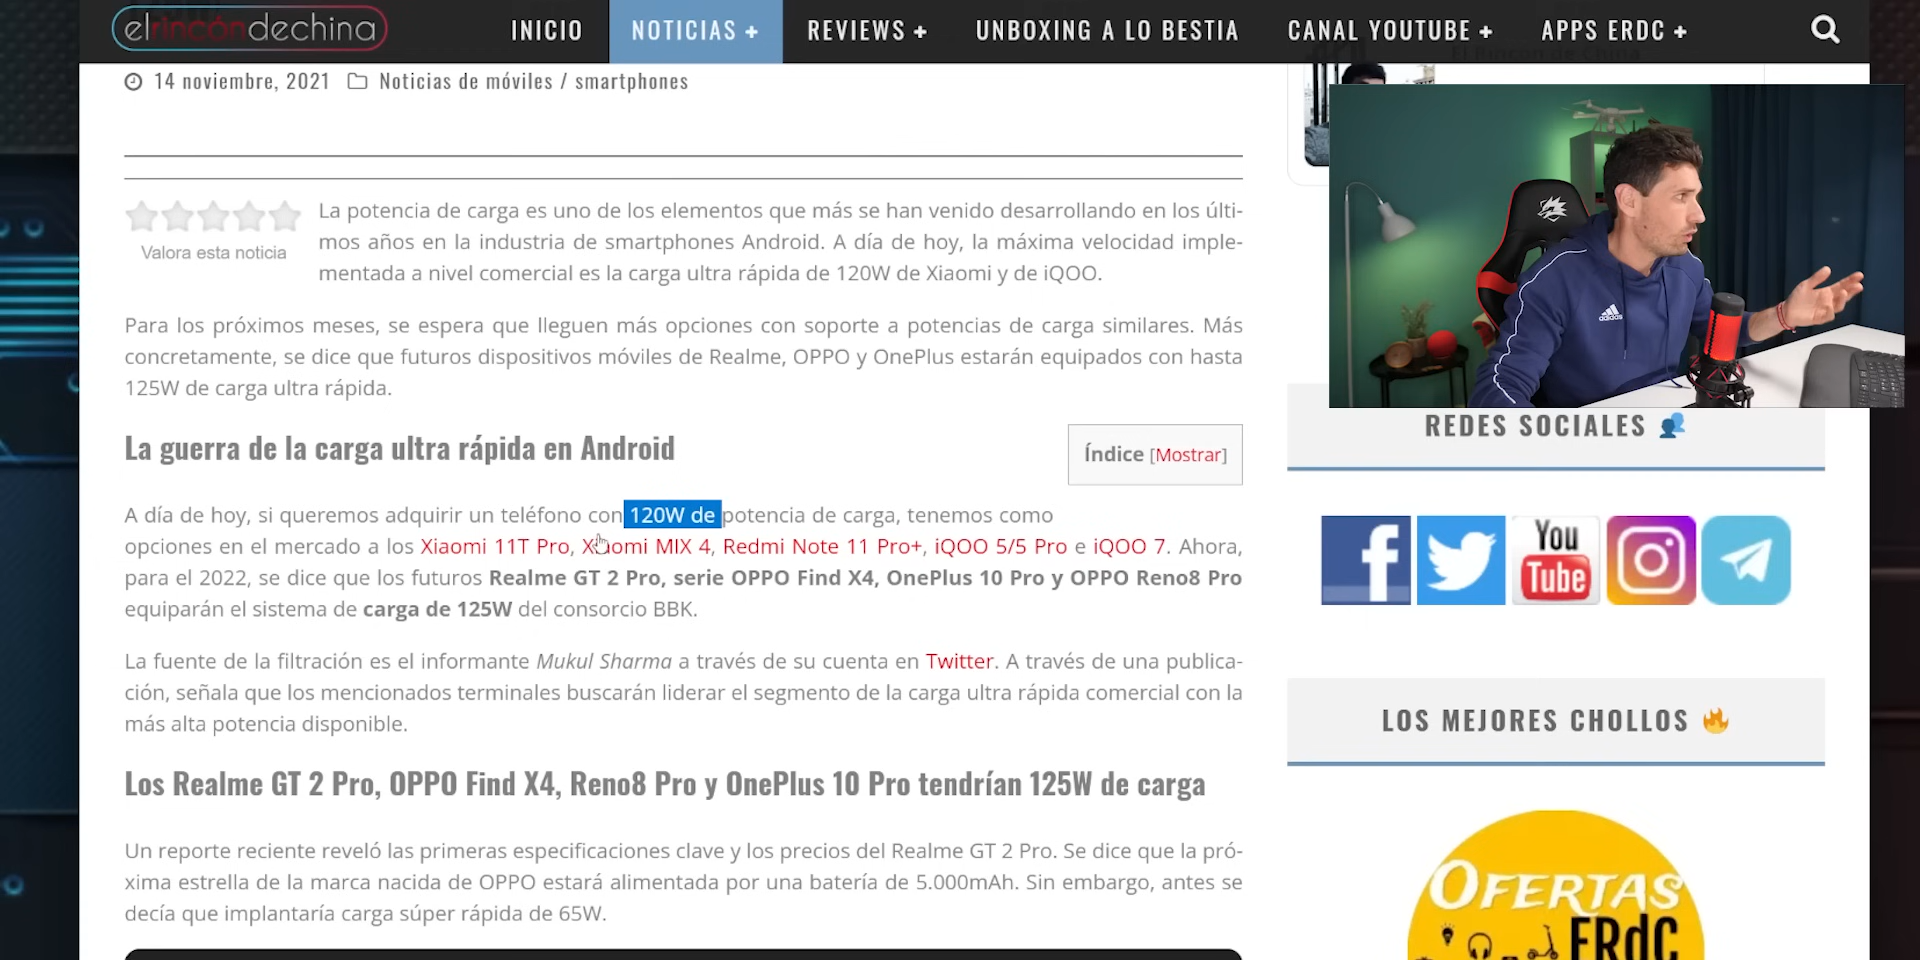 elrincóndechina
INICIO
NOTICIAS +
REVIEWS +
UNBOXING A LO BESTIA
CANAL YOUTUBE +
APPS ERDC +
14 noviembre, 2021 Noticias de móviles / smartphones
Valora esta noticia
La potencia de carga es uno de los elementos que más se han venido desarrollando en los últi-
mos años en la industria de smartphones Android. A día de hoy, la máxima velocidad imple-
mentada a nivel comercial es la carga ultra rápida de 120W de Xiaomi y de iQOO.
Para los próximos meses, se espera que lleguen más opciones con soporte a potencias de carga similares. Más
concretamente, se dice que futuros dispositivos móviles de Realme, OPPO y OnePlus estarán equipados con hasta
125W de carga ultra rápida.
La guerra de la carga ultra rápida en Android
Índice [Mostrar]
A día de hoy, si queremos adquirir un teléfono con 120W de potencia de carga, tenemos como
opciones en el mercado a los Xiaomi 11T Pro, Xiaomi MIX 4, Redmi Note 11 Pro+, iQOO 5/5 Pro e iQOO 7. Ahora,
para el 2022, se dice que los futuros Realme GT 2 Pro, serie OPPO Find X4, OnePlus 10 Pro y OPPO Reno8 Pro
equiparán el sistema de carga de 125W del consorcio BBK.
La fuente de la filtración es el informante Mukul Sharma a través de su cuenta en Twitter. A través de una publica-
ción, señala que los mencionados terminales buscarán liderar el segmento de la carga ultra rápida comercial con la
más alta potencia disponible.
Los Realme GT 2 Pro, OPPO Find X4, Reno8 Pro y OnePlus 10 Pro tendrían 125W de carga
Un reporte reciente reveló las primeras especificaciones clave y los precios del Realme GT 2 Pro. Se dice que la pró-
xima estrella de la marca nacida de OPPO estará alimentada por una batería de 5.000mAh. Sin embargo, antes se
decía que implantaría carga súper rápida de 65W.
adidas
REDES SOCIALES
You
Tube
LOS MEJORES CHOLLOS
OFERTAS
ERdC